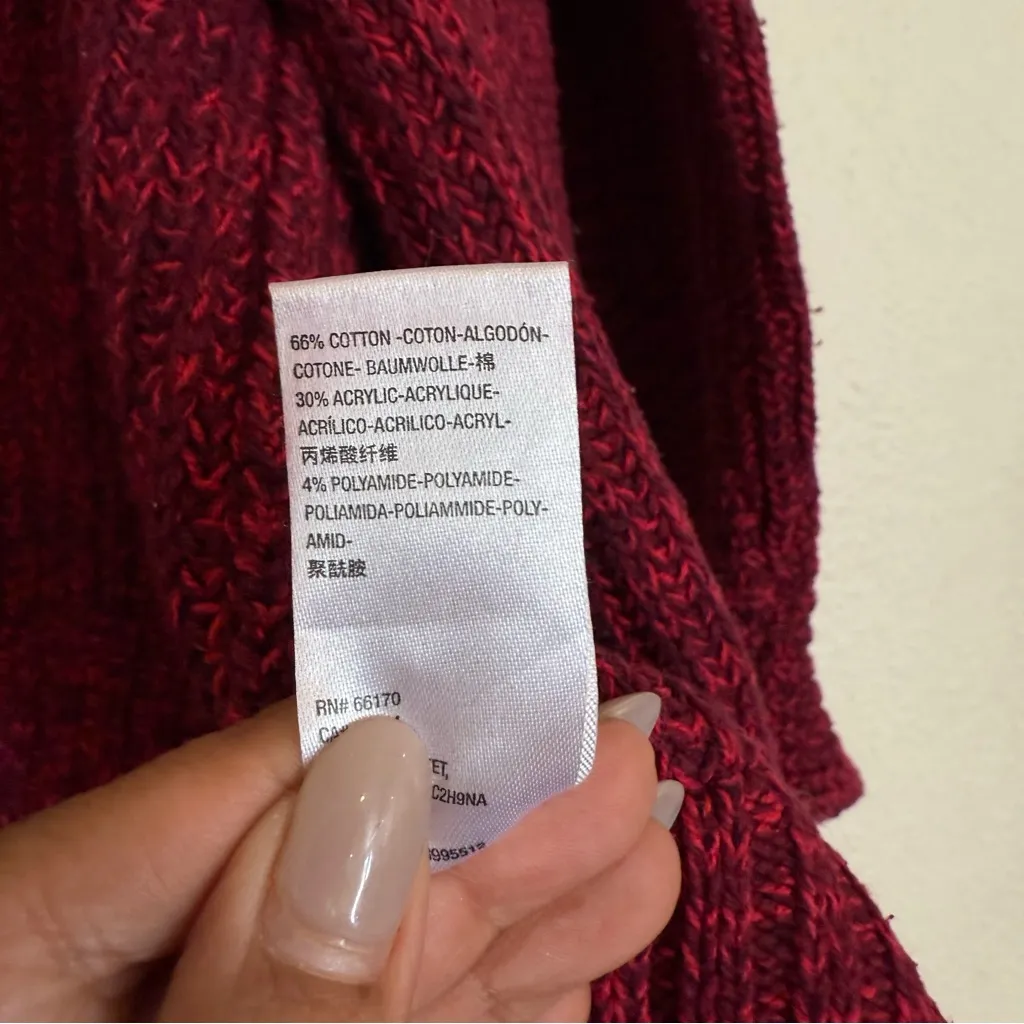 66% COTTON -COTON-ALGODÓN-
COTONE- BAUMWOLLE-棉
30% ACRYLIC-ACRYLIQUE-
ACRÍLICO-ACRILICO-ACRYL-
丙烯酸纤维
4% POLYAMIDE-POLYAMIDE-
POLIAMIDA-POLIAMMIDE-POLY-
AMID-
聚酰胺
RN# 66170
C2H9NA